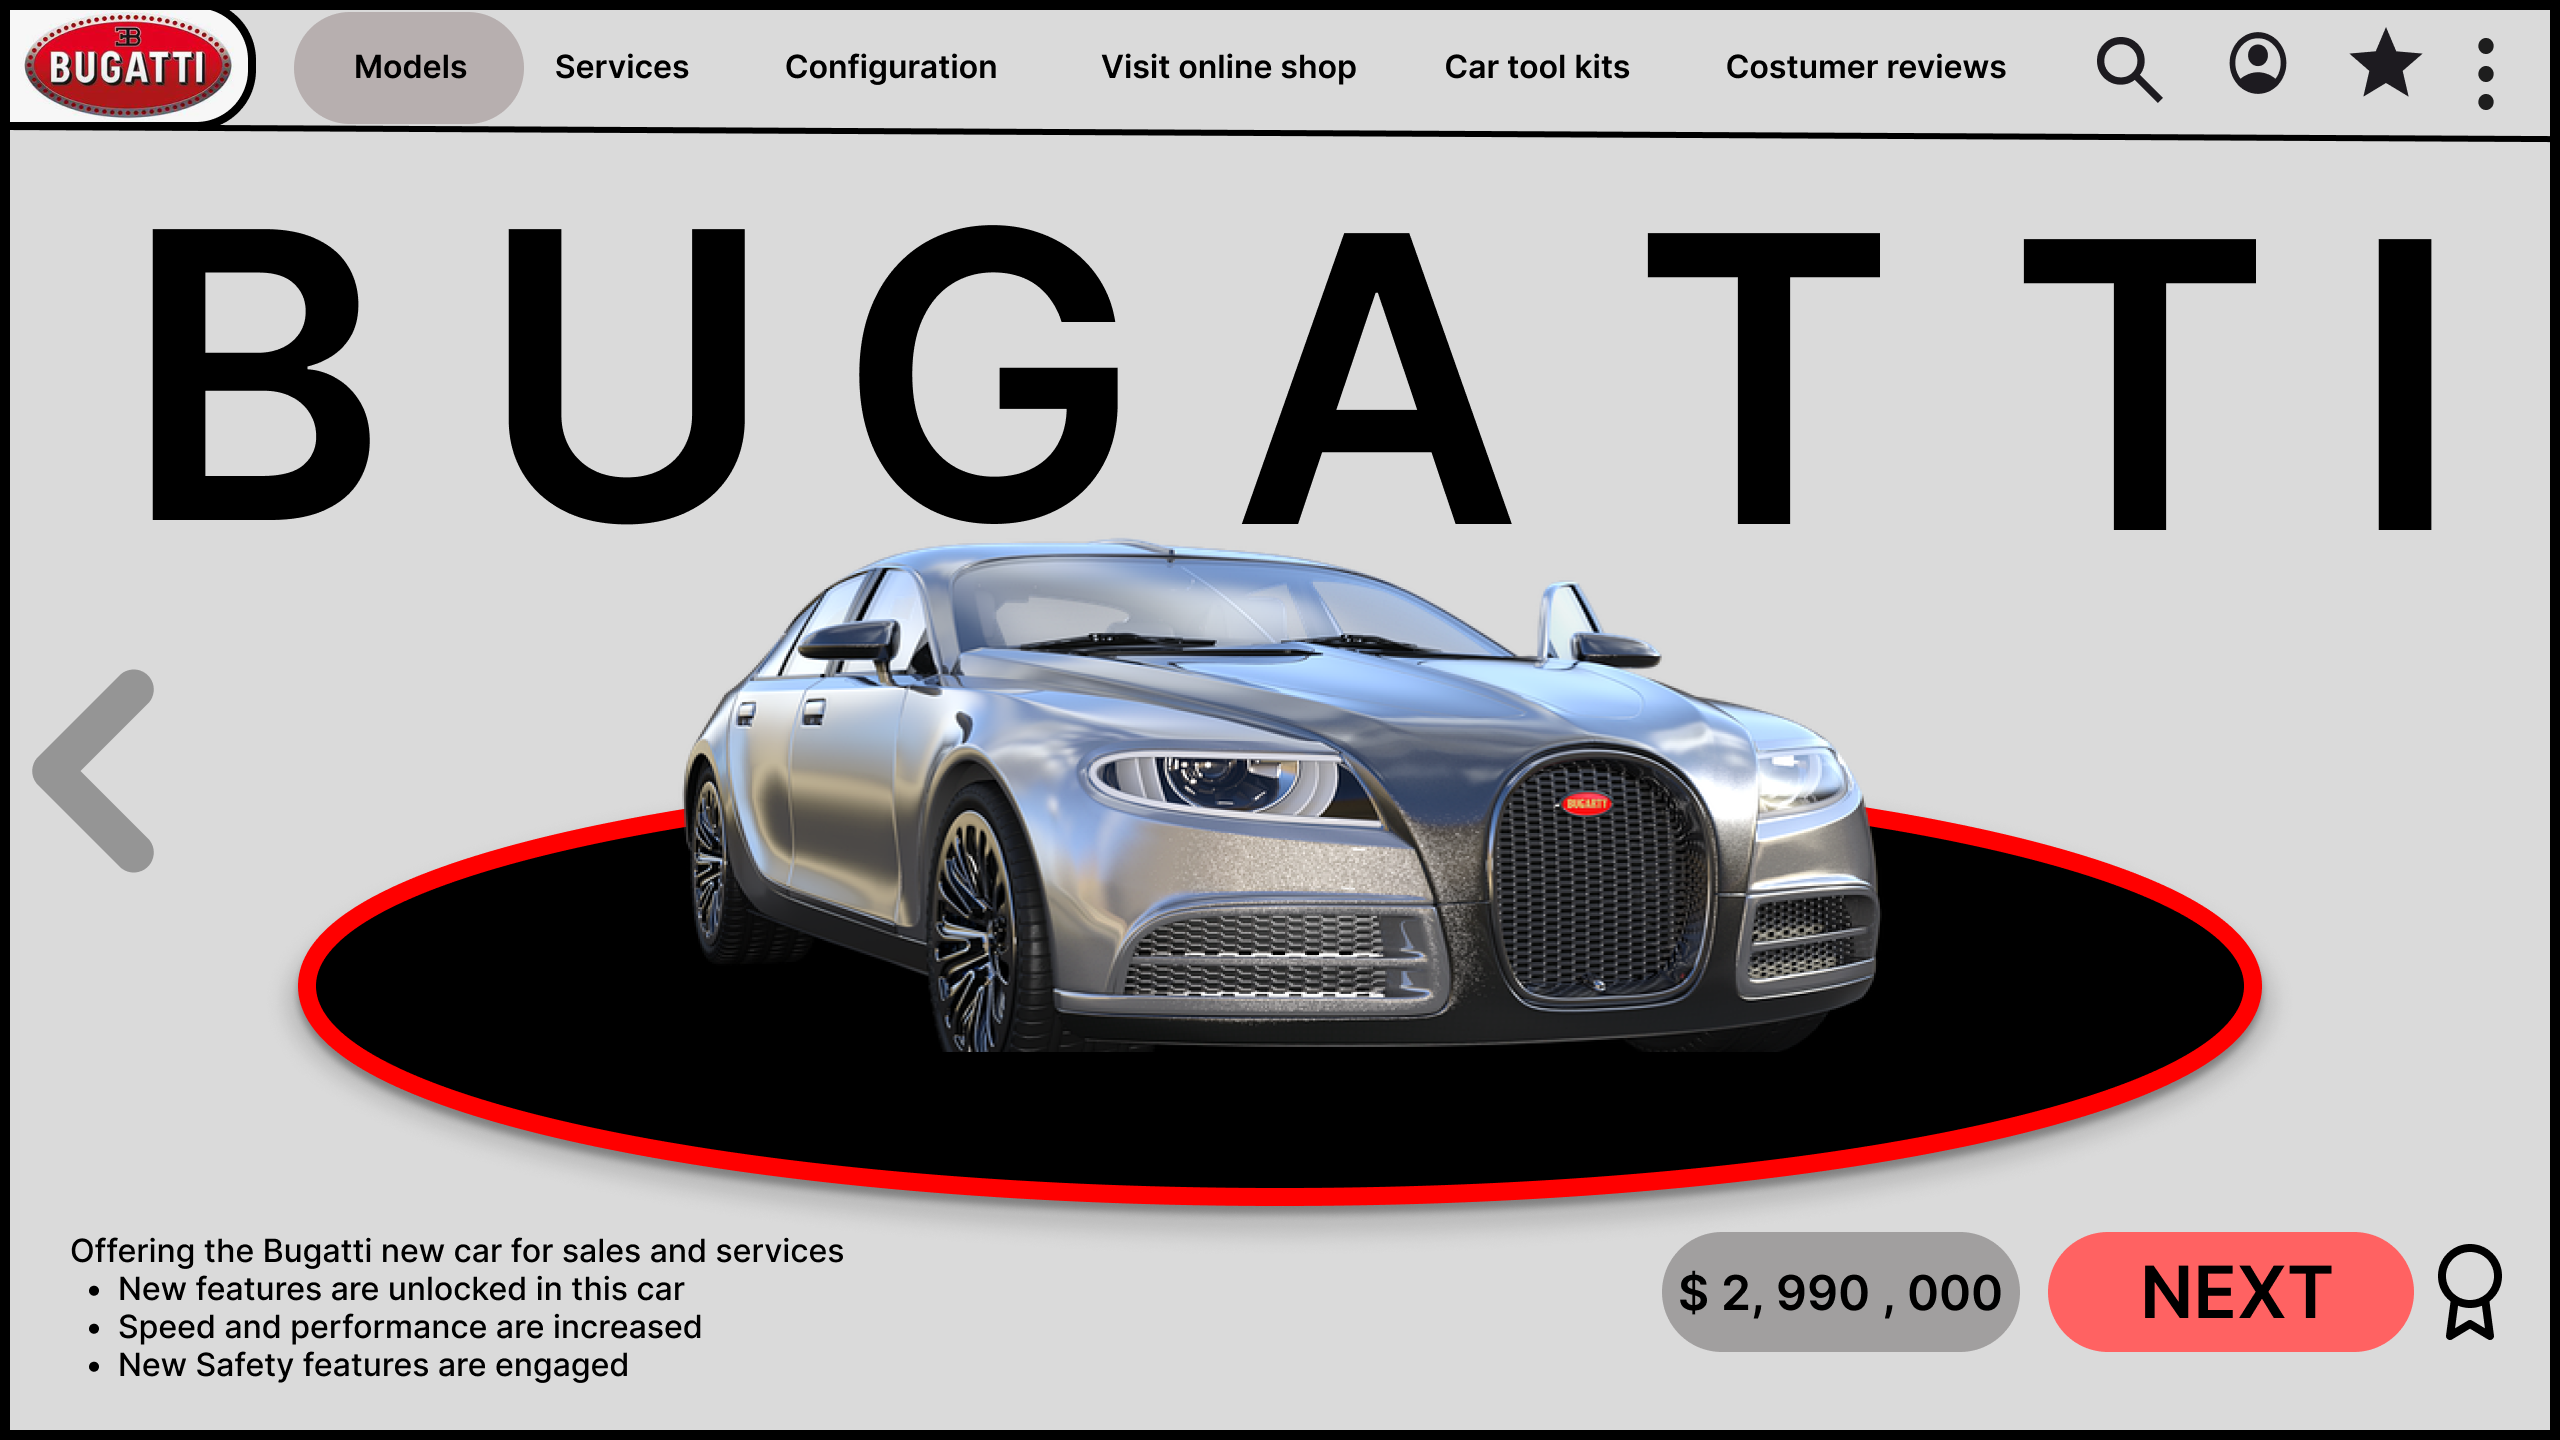 BUGATTI
Models Services Configuration Visit online shop Car tool kits Costumer reviews
BUGATTI
BUGATTI
Offering the Bugatti new car for sales and services
• New features are unlocked in this car
• Speed and performance are increased
• New Safety features are engaged
$ 2, 990 , 000
NEXT